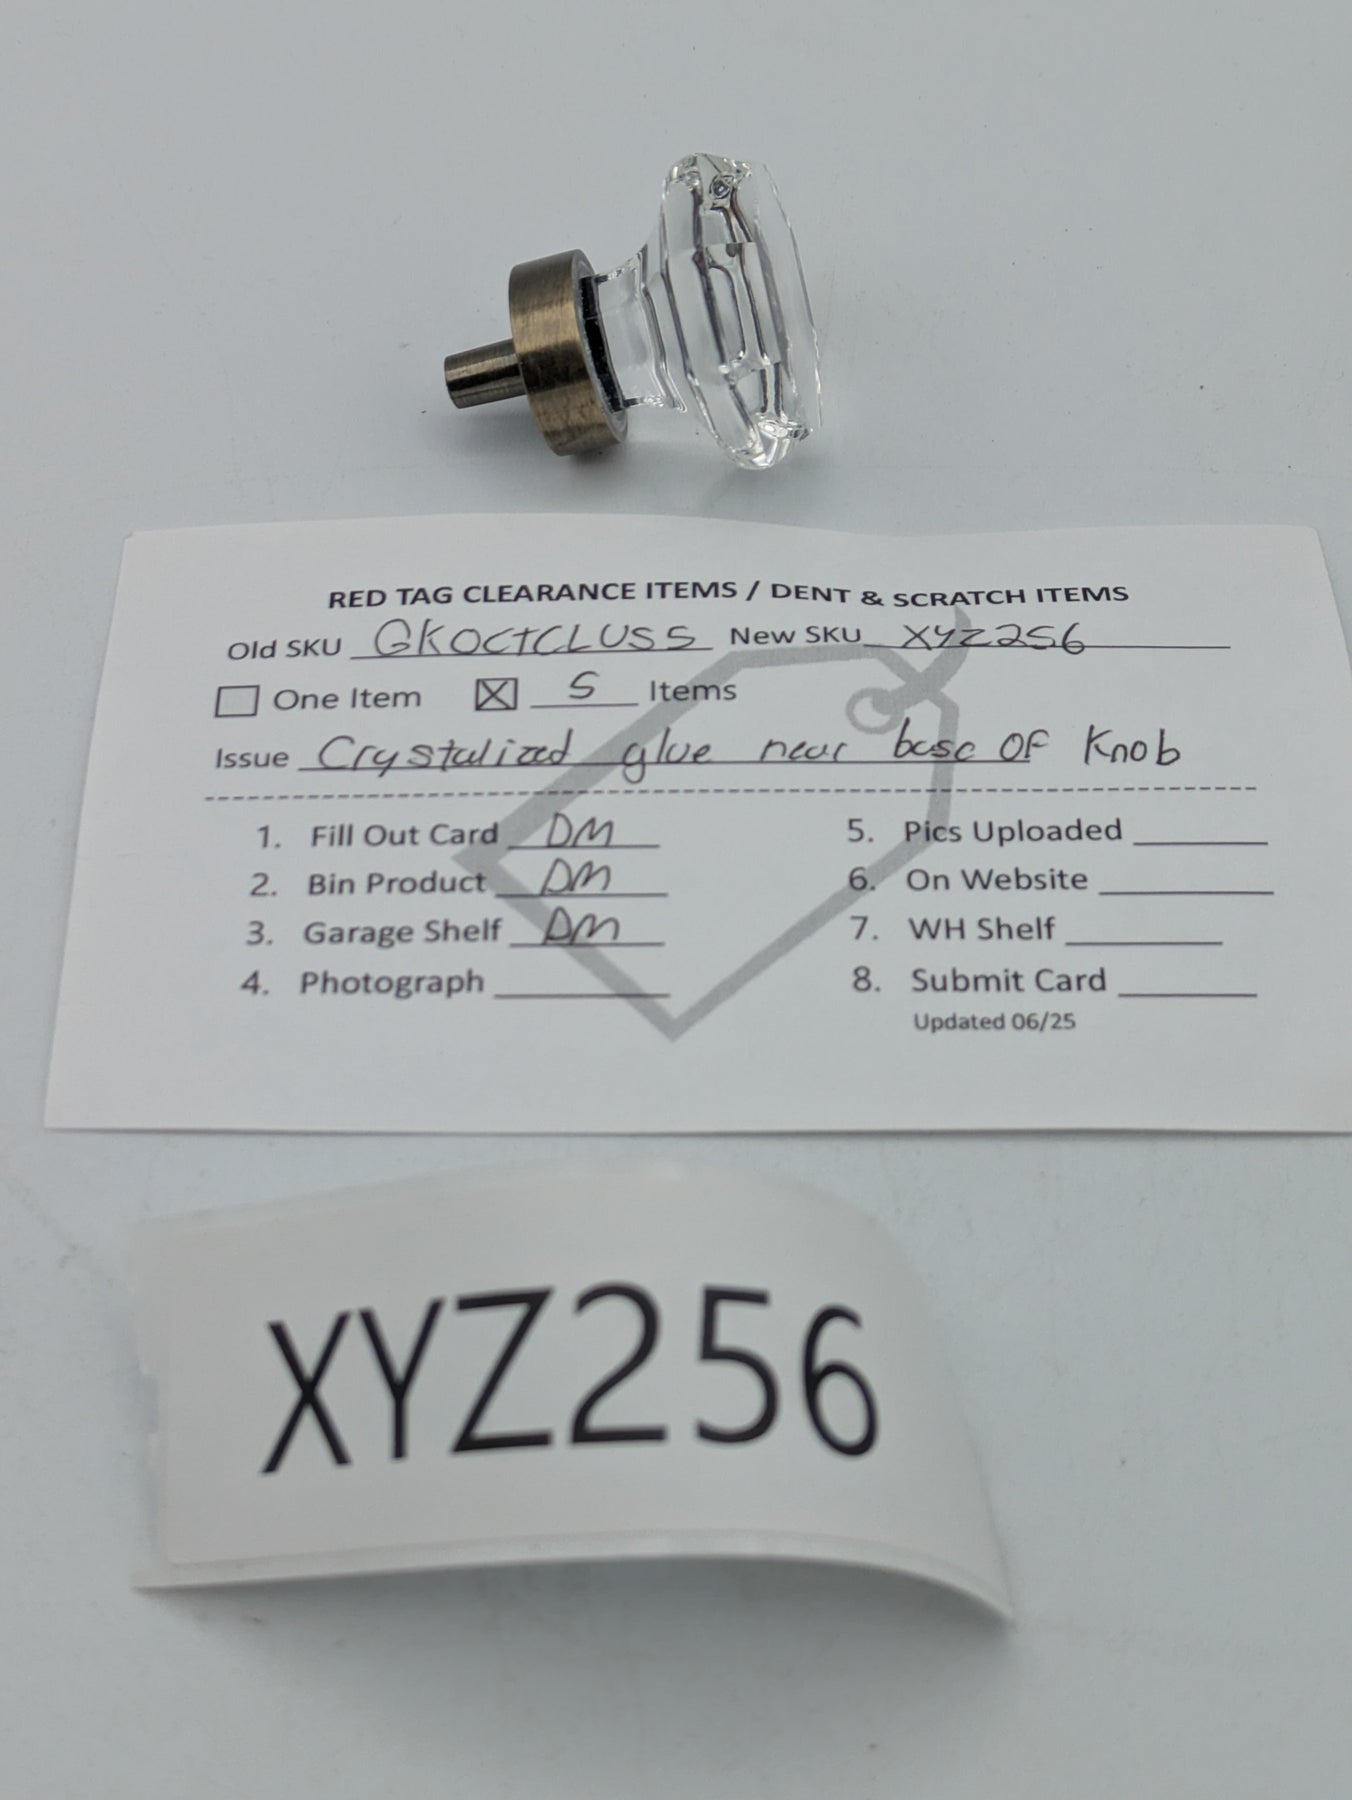 RED TAG CLEARANCE ITEMS / DENT & SCRATCH ITEMS
Old SKU GKOCTCLUSS New SKU XYZ256
One Item 5 Items
Issue Crystalized glue near base OF Knob
1. Fill Out Card DM 5. Pics Uploaded
2. Bin Product DM 6. On Website
3. Garage Shelf DM 7. WH Shelf
4. Photograph 8. Submit Card
Updated 06/25
XYZ256